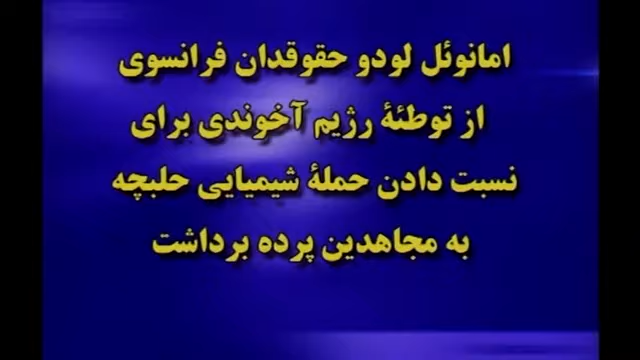 امانوئل لودو حقوقدان فرانسوی
از توطئهٔ رژیم آخوندی برای
نسبت دادن حملهٔ شیمیایی حلبچه
به مجاهدین پرده برداشت